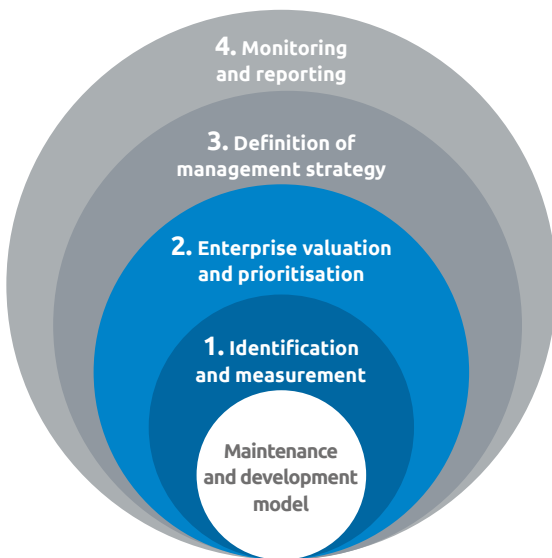 4. Monitoring
and reporting
3. Definition of
management strategy
2. Enterprise valuation
and prioritisation
1. Identification
and measurement
Maintenance
and development
model